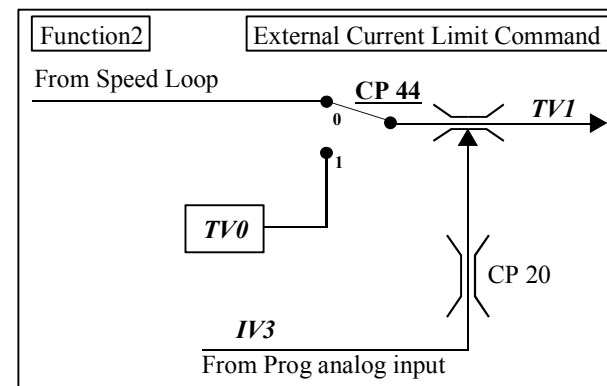 Function2
External Current Limit Command
From Speed Loop
CP 44
TV1
0
1
TV0
CP 20
IV3
From Prog analog input